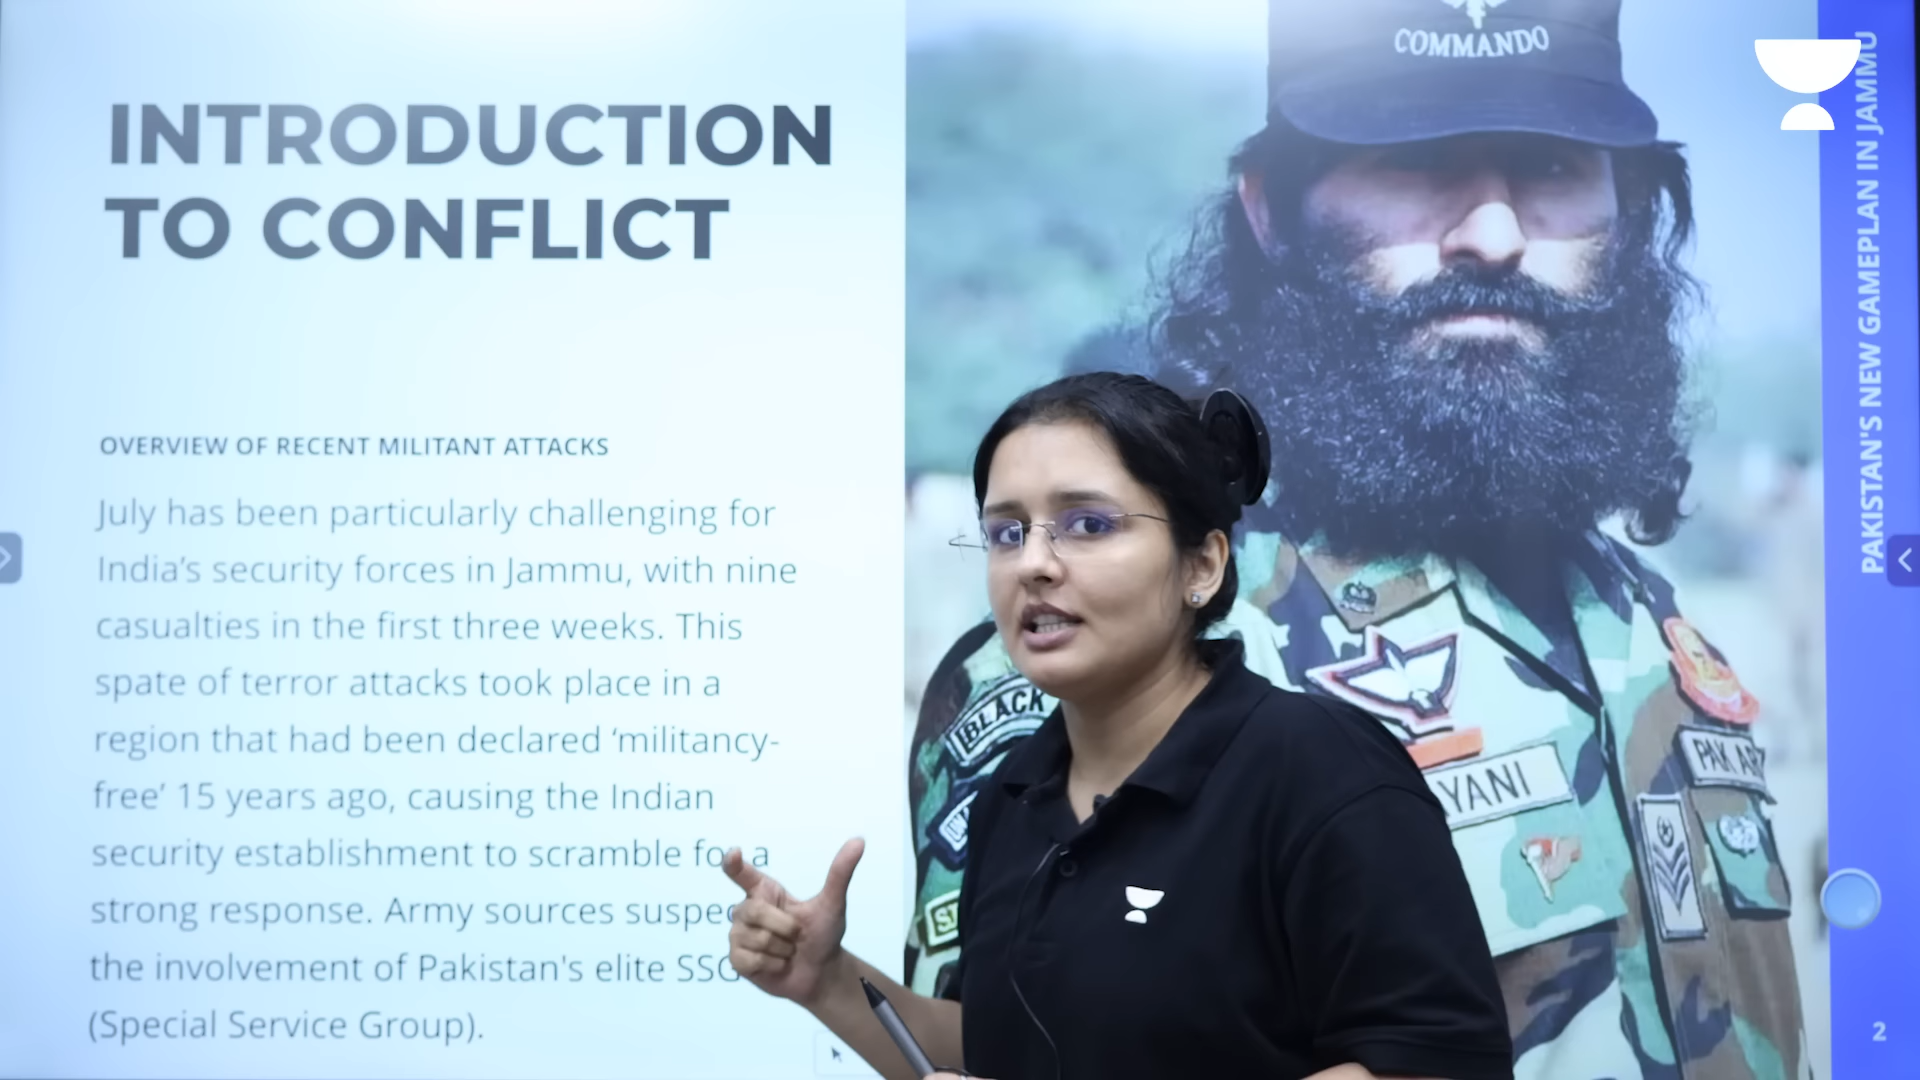 INTRODUCTION
TO CONFLICT
OVERVIEW OF RECENT MILITANT ATTACKS
July has been particularly challenging for
India's security forces in Jammu, with nine
casualties in the first three weeks. This
spate of terror attacks took place in a
region that had been declared ‘militancy-
free’ 15 years ago, causing the Indian
security establishment to scramble for a
strong response. Army sources suspec
the involvement of Pakistan's elite SSG
(Special Service Group).
COMMANDO
BLACK
YANI
PAK AR
PAKISTAN'S NEW GAMEPLAN IN JAMMU
2